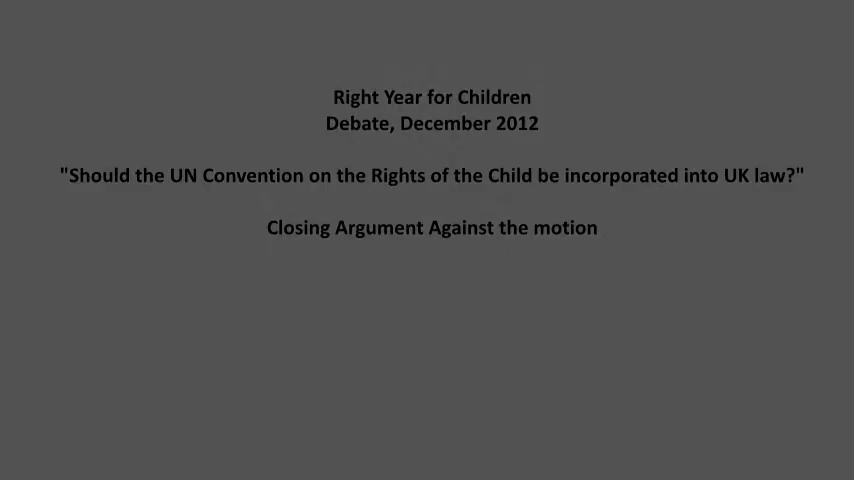 Right Year for Children
Debate, December 2012
"Should the UN Convention on the Rights of the Child be incorporated into UK law?"
Closing Argument Against the motion